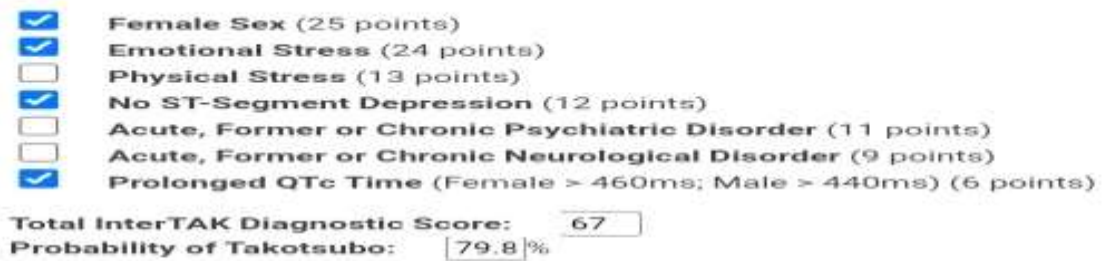 Female Sex (25 points)
Emotional Stress (24 points)
Physical Stress (13 points)
No ST-Segment Depression (12 points)
Acute, Former or Chronic Psychiatric Disorder (11 points)
Acute, Former or Chronic Neurological Disorder (9 points)
Prolonged QTc Time (Female > 460ms; Male > 440ms) (6 points)
Total InterTAK Diagnostic Score: 67
Probability of Takotsubo: 79.8 %